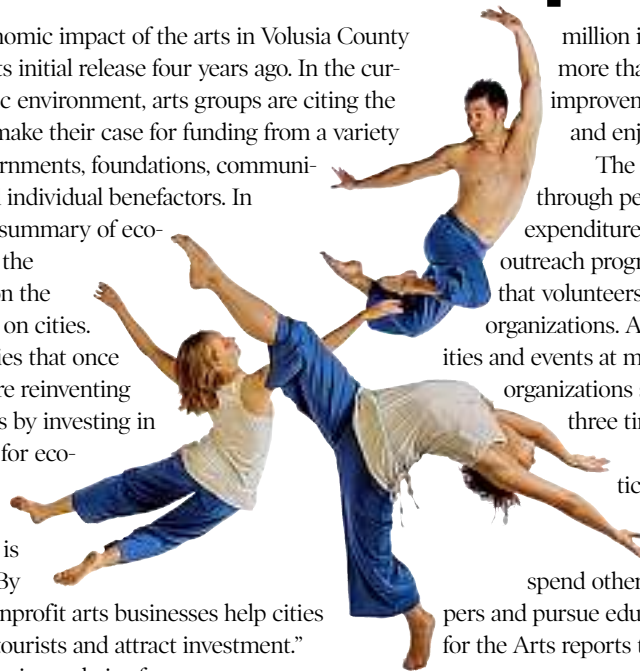 nomic impact of the arts in Volusia County
ts initial release four years ago. In the cur-
c environment, arts groups are citing the
make their case for funding from a variety
ernments, foundations, communi-
individual benefactors. In
summary of eco-
the
on the
on cities.
ies that once
re reinventing
s by investing in
for eco-
is
By
nprofit arts businesses help cities
tourists and attract investment.”
million i
more tha
improven
and enj
The
through pe
expenditure
outreach progr
that volunteers
organizations. A
ities and events at m
organizations
three ti
tic
spend other
pers and pursue edu
for the Arts reports t